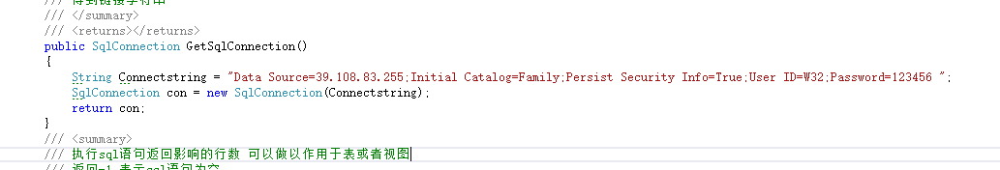 /// 得到链接字符串
/// </summary>
/// <returns></returns>
public SqlConnection GetSqlConnection()
{
String Connectstring = "Data Source=39.108.83.255;Initial Catalog=Family;Persist Security Info=True;User ID=W32;Password=123456 ";
SqlConnection con = new SqlConnection(Connectstring);
return con;
}
/// <summary>
/// 执行sql语句返回影响的行数 可以做以作用于表或者视图
/// 返回-1 表示sql语句为空